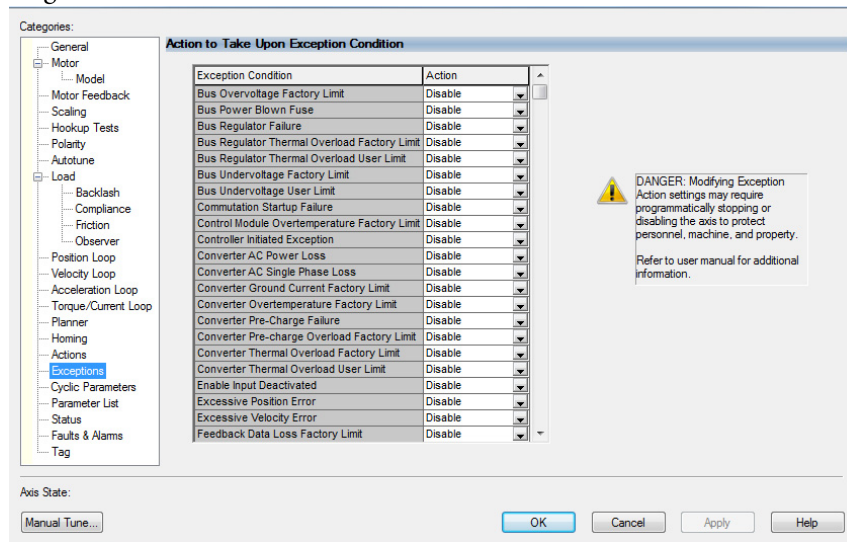 Categories:
General
Motor
Model
Motor Feedback
Scaling
Hookup Tests
Polarity
Autotune
Load
Backlash
Compliance
Friction
Observer
Position Loop
Velocity Loop
Acceleration Loop
Torque/Current Loop
Planner
Homing
Actions
Exceptions
Cyclic Parameters
Parameter List
Status
Faults & Alarms
Tag
Action to Take Upon Exception Condition
Exception Condition Action
Bus Overvoltage Factory Limit Disable
Bus Power Blown Fuse Disable
Bus Regulator Failure Disable
Bus Regulator Thermal Overload Factory Limit Disable
Bus Regulator Thermal Overload User Limit Disable
Bus Undervoltage Factory Limit Disable
Bus Undervoltage User Limit Disable
Commutation Startup Failure Disable
Control Module Overtemperature Factory Limit Disable
Controller Initiated Exception Disable
Converter AC Power Loss Disable
Converter AC Single Phase Loss Disable
Converter Ground Current Factory Limit Disable
Converter Overtemperature Factory Limit Disable
Converter Pre-Charge Failure Disable
Converter Pre-charge Overload Factory Limit Disable
Converter Thermal Overload Factory Limit Disable
Converter Thermal Overload User Limit Disable
Enable Input Deactivated Disable
Excessive Position Error Disable
Excessive Velocity Error Disable
Feedback Data Loss Factory Limit Disable
DANGER: Modifying Exception
Action settings may require
programmatically stopping or
disabling the axis to protect
personnel, machine, and property.
Refer to user manual for additional
information.
Axis State:
Manual Tune... OK Cancel Apply Help